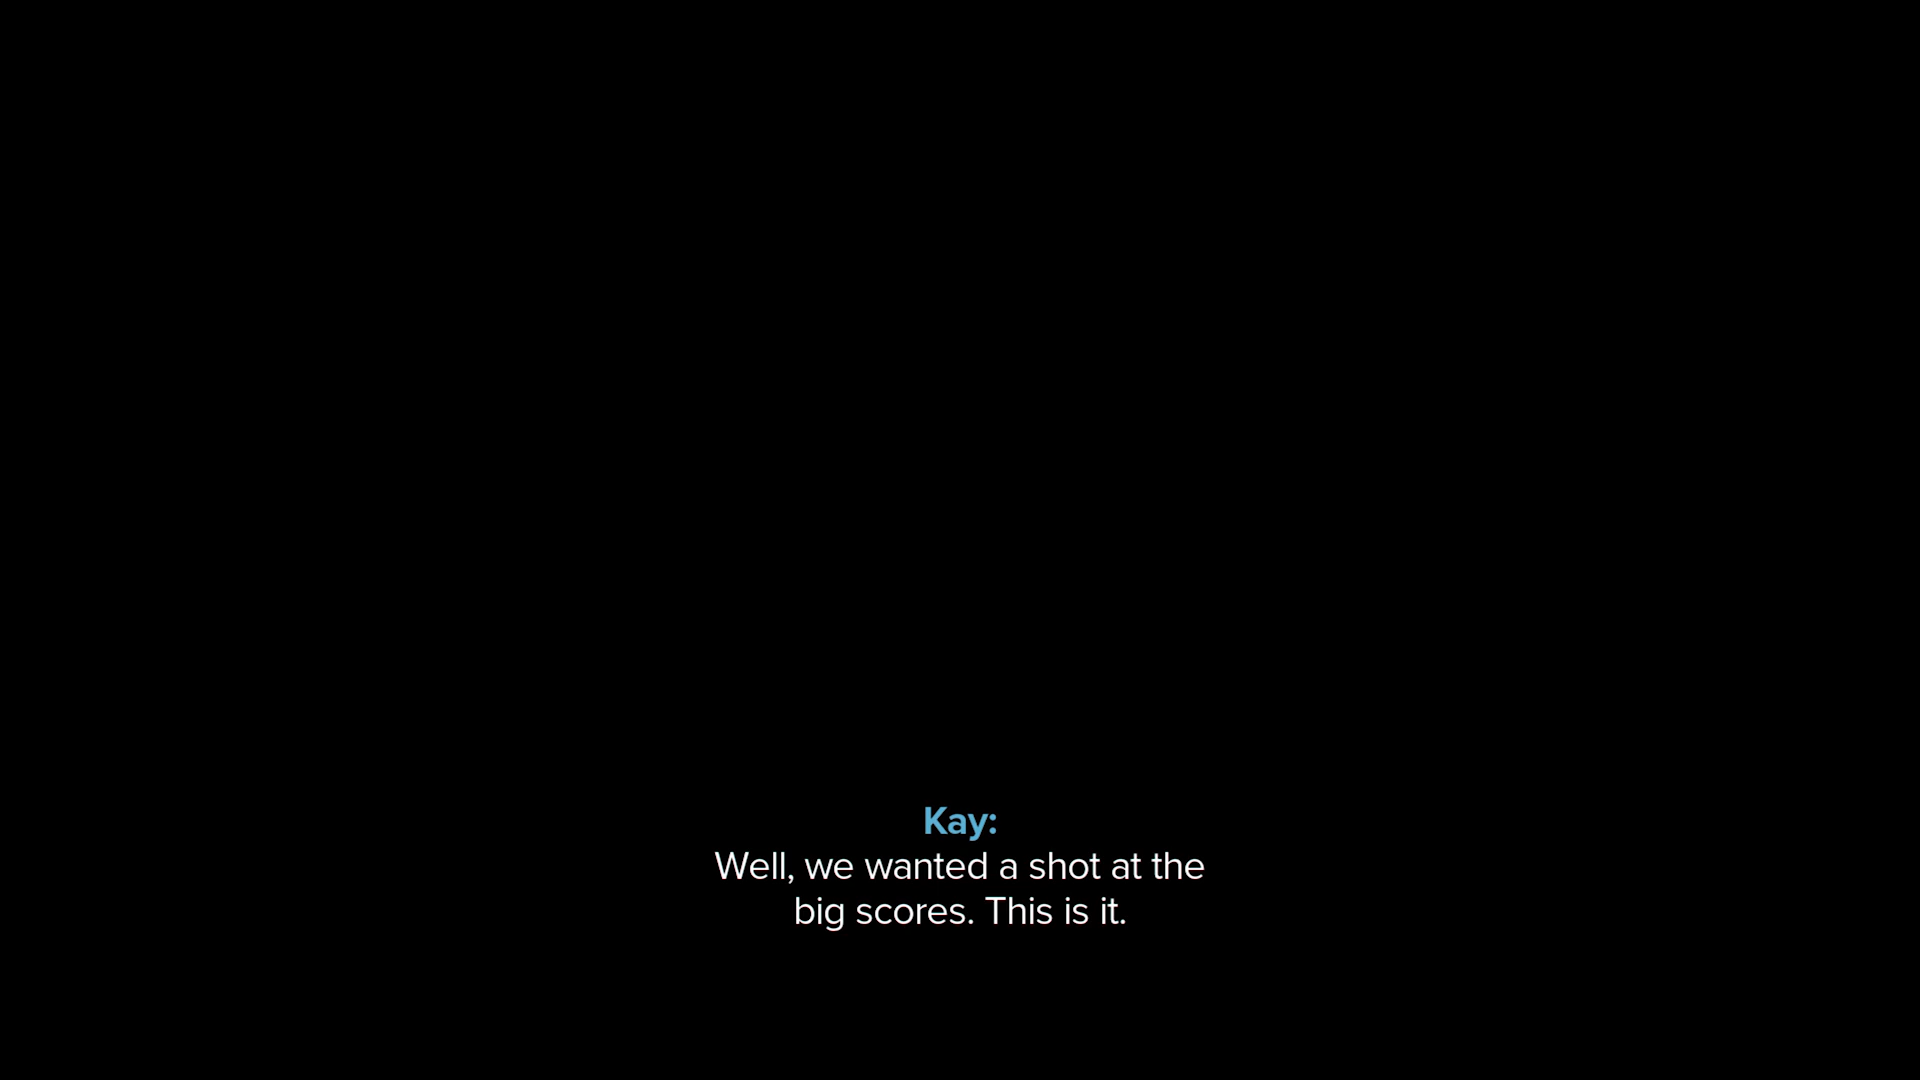 Kay:
Well, we wanted a shot at the
big scores. This is it.